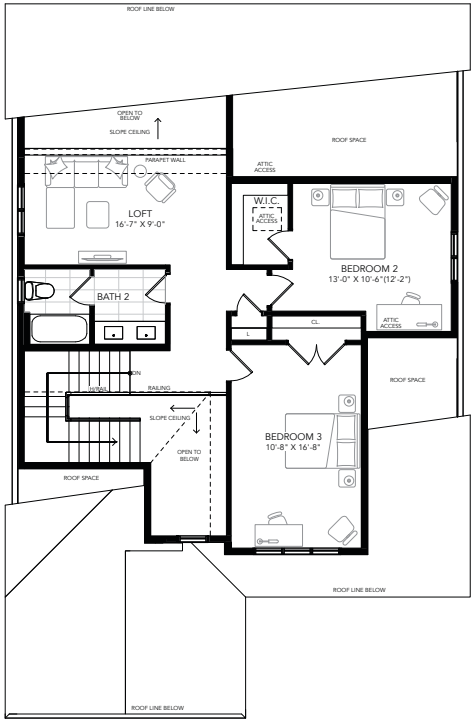 ROOF LINE BELOW
OPEN TO
BELOW
SLOPE CEILING
ROOF SPACE
PARAPET WALL
ATTIC
ACCESS
LOFT
16'-7" X 9'-0"
W.I.C.
ATTIC
ACCESS
BEDROOM 2
13'-0" X 10'-6"(12'-2")
BATH 2
ATTIC
ACCESS
L
CL.
DN
H/RAIL
RAILING
ROOF SPACE
SLOPE CEILING
OPEN TO
BELOW
BEDROOM 3
10'-8" X 16'-8"
ROOF SPACE
ROOF LINE BELOW
ROOF LINE BELOW